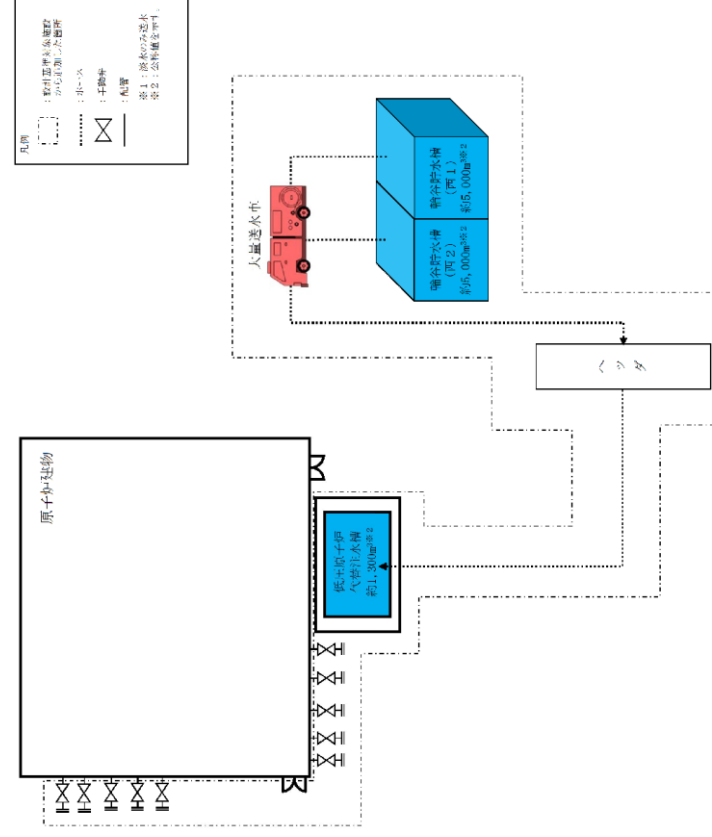 凡例
：設計基準対象施設
から追加した箇所
：ホース
：手動弁
：配管
※1：淡水のみ送水
※2：公称値を示す。
大量送水車
輪谷貯水槽
（西1）
約5,000m³※2
輪谷貯水槽
（西2）
約5,000m³※2
ヘッダ
原子炉建物
低圧原子炉
代替注水槽
約1,300m³※2